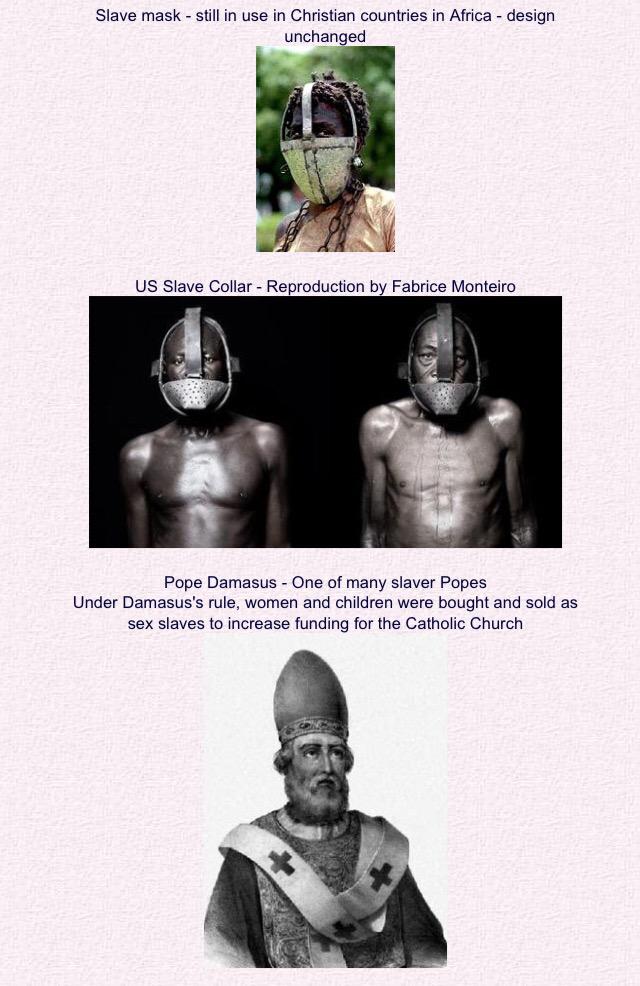 Slave mask - still in use in Christian countries in Africa - design
unchanged
US Slave Collar - Reproduction by Fabrice Monteiro
Pope Damasus - One of many slaver Popes
Under Damasus's rule, women and children were bought and sold as
sex slaves to increase funding for the Catholic Church